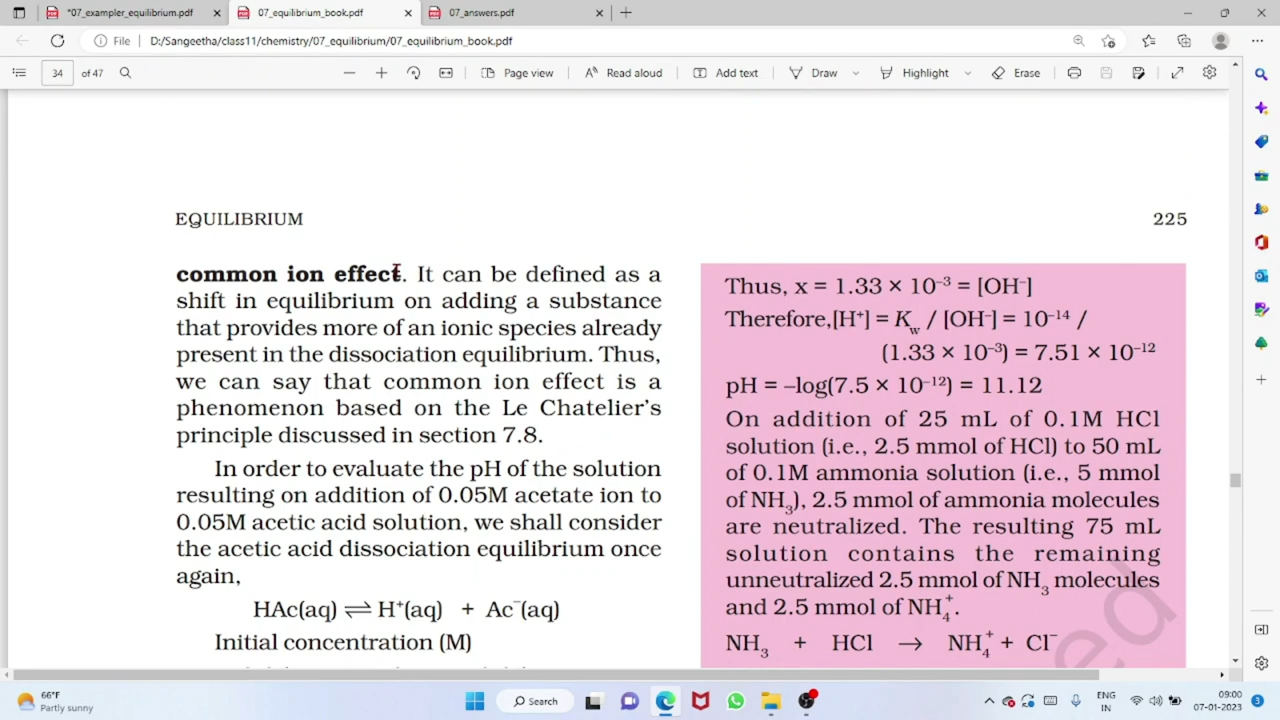 *07_exampler_equilibrium.pdf
07_equilibrium_book.pdf
07_answers.pdf
File
D:/Sangeetha/class11/chemistry/07_equilibrium/07_equilibrium_book.pdf
34 of 47
Page view
Read aloud
Add text
Draw
Highlight
Erase
EQUILIBRIUM
225
common ion effect. It can be defined as a
shift in equilibrium on adding a substance
that provides more of an ionic species already
present in the dissociation equilibrium. Thus,
we can say that common ion effect is a
phenomenon based on the Le Chatelier's
principle discussed in section 7.8.
In order to evaluate the pH of the solution
resulting on addition of 0.05M acetate ion to
0.05M acetic acid solution, we shall consider
the acetic acid dissociation equilibrium once
again,
HAc(aq) ⇌ H⁺(aq) + Ac⁻(aq)
Initial concentration (M)
Thus, x = 1.33 × 10⁻³ = [OH⁻]
Therefore,[H⁺] = Kw / [OH⁻] = 10⁻¹⁴ /
(1.33 × 10⁻³) = 7.51 × 10⁻¹²
pH = –log(7.5 × 10⁻¹²) = 11.12
On addition of 25 mL of 0.1M HCl
solution (i.e., 2.5 mmol of HCl) to 50 mL
of 0.1M ammonia solution (i.e., 5 mmol
of NH₃), 2.5 mmol of ammonia molecules
are neutralized. The resulting 75 mL
solution contains the remaining
unneutralized 2.5 mmol of NH₃ molecules
and 2.5 mmol of NH₄⁺.
NH₃ + HCl → NH₄⁺ + Cl⁻
ed
66°F
Partly sunny
Search
ENG
IN
09:00
07-01-2023
3